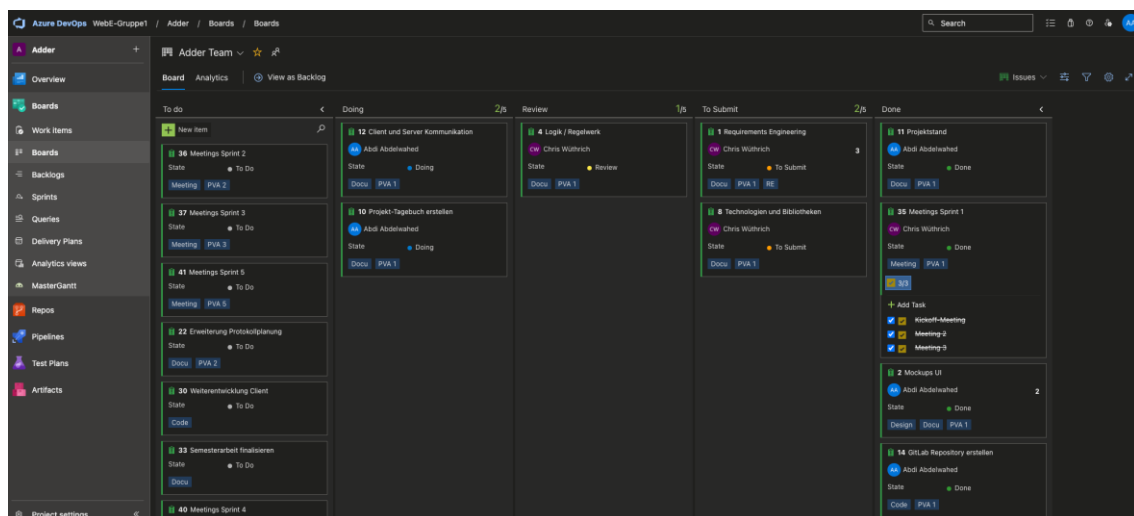 Azure DevOps WebE-Gruppe1 / Adder / Boards / Boards
Search
AA
A Adder +
Overview
Boards
Work items
Boards
Backlogs
Sprints
Queries
Delivery Plans
Analytics views
MasterGantt
Repos
Pipelines
Test Plans
Artifacts
Project settings
Adder Team
Board Analytics View as Backlog
Issues
To do
New item
36 Meetings Sprint 2
State To Do
Meeting PVA 2
37 Meetings Sprint 3
State To Do
Meeting PVA 3
41 Meetings Sprint 5
State To Do
Meeting PVA 5
22 Erweiterung Protokollplanung
State To Do
Docu PVA 2
30 Weiterentwicklung Client
State To Do
Code
33 Semesterarbeit finalisieren
State To Do
Docu
40 Meetings Sprint 4
Doing 2/5
12 Client und Server Kommunikation
AA Abdi Abdelwahed
State Doing
Docu PVA 1
10 Projekt-Tagebuch erstellen
AA Abdi Abdelwahed
State Doing
Docu PVA 1
Review 1/5
4 Logik / Regelwerk
CW Chris Wüthrich
State Review
Docu PVA 1
To Submit 2/5
1 Requirements Engineering
CW Chris Wüthrich 3
State To Submit
Docu PVA 1 RE
8 Technologien und Bibliotheken
CW Chris Wüthrich
State To Submit
Docu PVA 1
Done
11 Projektstand
AA Abdi Abdelwahed
State Done
Docu PVA 1
35 Meetings Sprint 1
CW Chris Wüthrich
State Done
Meeting PVA 1
3/3
Add Task
Kickoff-Meeting
Meeting 2
Meeting 3
2 Mockups UI
AA Abdi Abdelwahed 2
State Done
Design Docu PVA 1
14 GitLab Repository erstellen
AA Abdi Abdelwahed
State Done
Code PVA 1